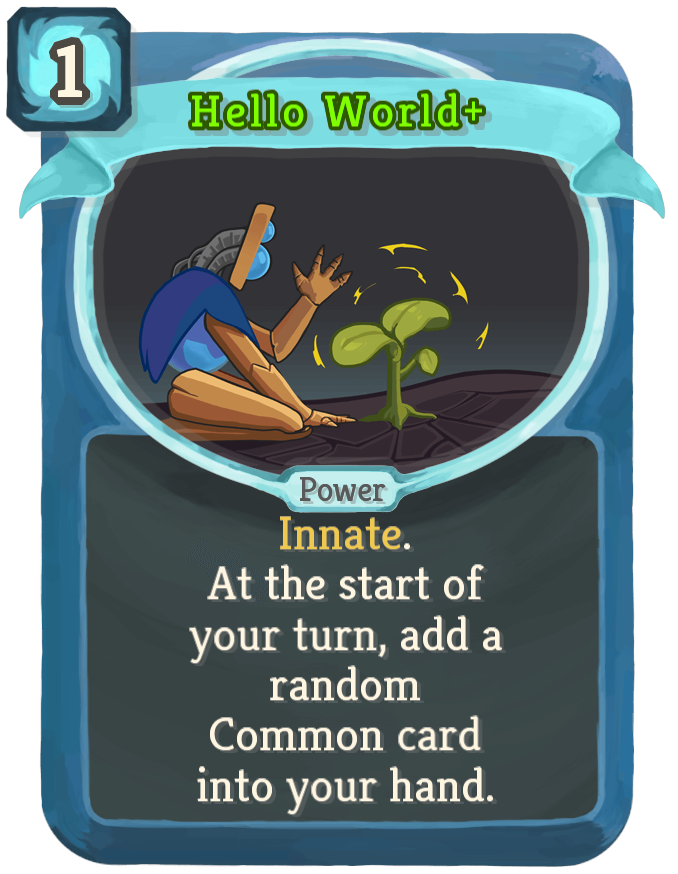 1
Hello World+
Power
Innate.
At the start of
your turn, add a
random
Common card
into your hand.